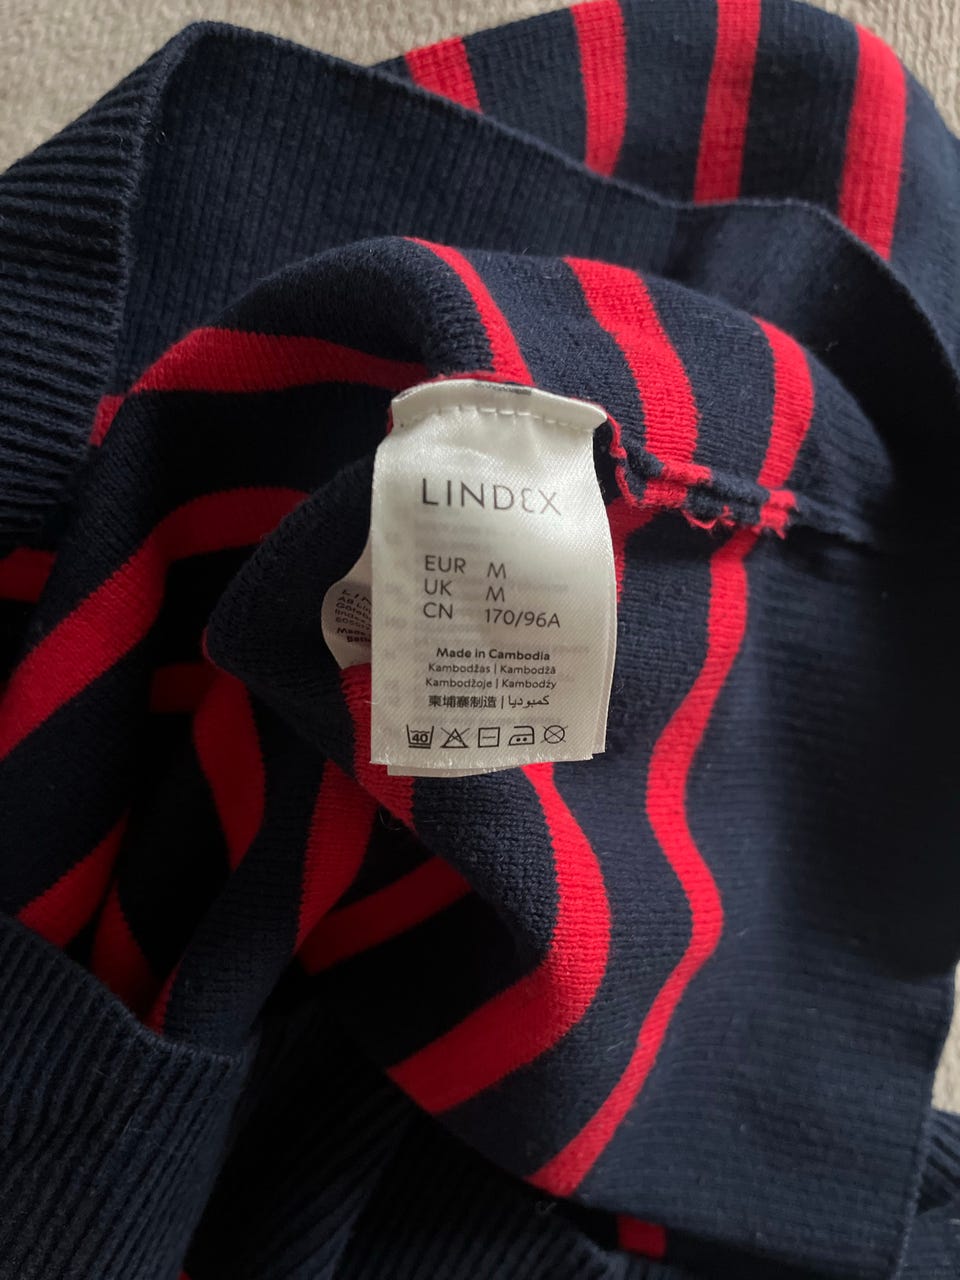 LINDEX
EUR M
UK M
CN 170/96A
Made in Cambodia
Kambodžas | Kambodžā
Kambodžoje | Kambodży
柬埔寨制造 | كمبوديا
40